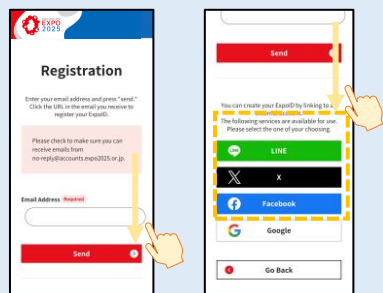 EXPO
2025
Registration
Enter your email address and press "send."
Click the URL in the email you receive to
register your ExpoID.
Please check to make sure you can
receive emails from
no-reply@accounts.expo2025.or.jp.
Email Address Required
Send
Send
You can create your ExpoID by linking to a
The following services are available for use.
Please select the one of your choosing.
LINE
LINE
X
Facebook
Google
Go Back